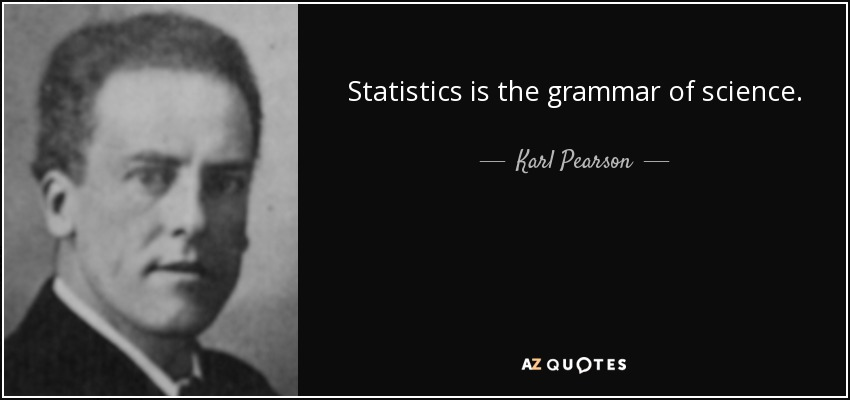 Statistics is the grammar of science.
Karl Pearson
AZ QUOTES